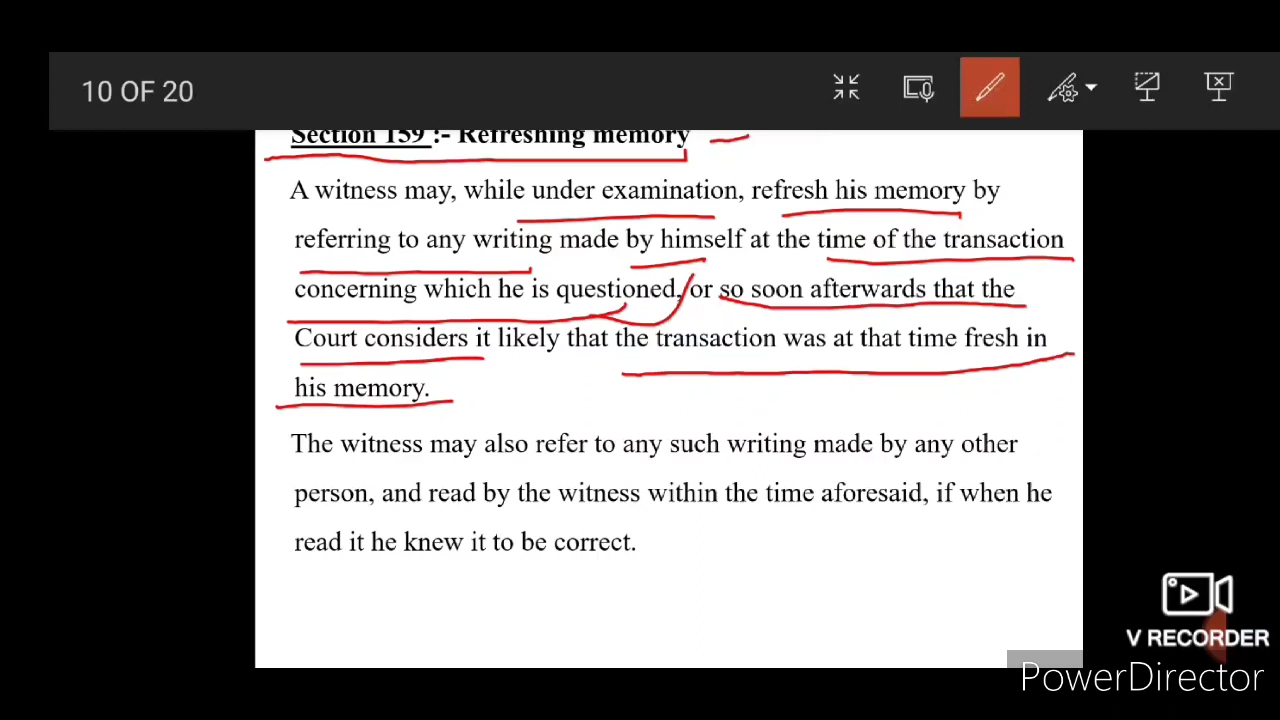 10 OF 20
Section 159 :- Refreshing memory
A witness may, while under examination, refresh his memory by
referring to any writing made by himself at the time of the transaction
concerning which he is questioned, or so soon afterwards that the
Court considers it likely that the transaction was at that time fresh in
his memory.
The witness may also refer to any such writing made by any other
person, and read by the witness within the time aforesaid, if when he
read it he knew it to be correct.
V RECORDER
PowerDirector